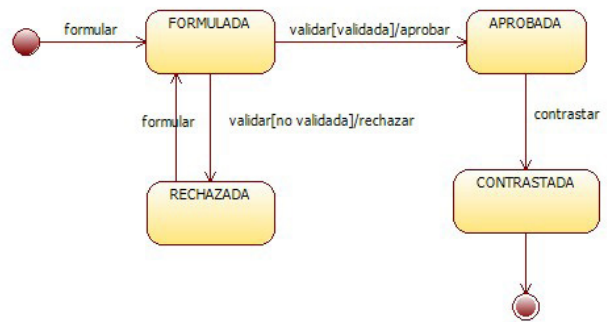 formular
FORMULADA
validar[validada]/aprobar
APROBADA
formular
validar[no validada]/rechazar
contrastar
RECHAZADA
CONTRASTADA